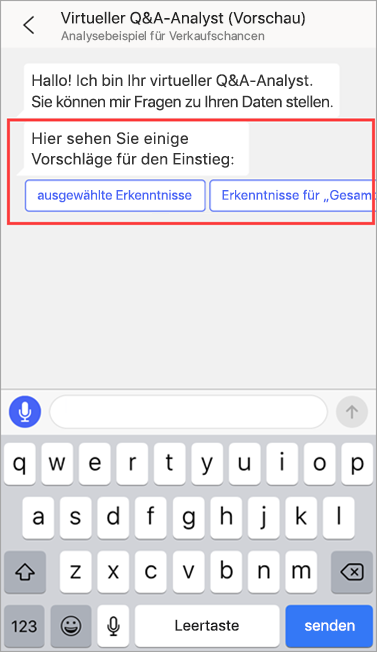 Virtueller Q&A-Analyst (Vorschau)
Analysebeispiel für Verkaufschancen
Hallo! Ich bin Ihr virtueller Q&A-Analyst.
Sie können mir Fragen zu Ihren Daten stellen.
Hier sehen Sie einige
Vorschläge für den Einstieg:
ausgewählte Erkenntnisse Erkenntnisse für „Gesamt
q w e r t y u i o p
a s d f g h j k l
z x c v b n m
123 Leertaste senden